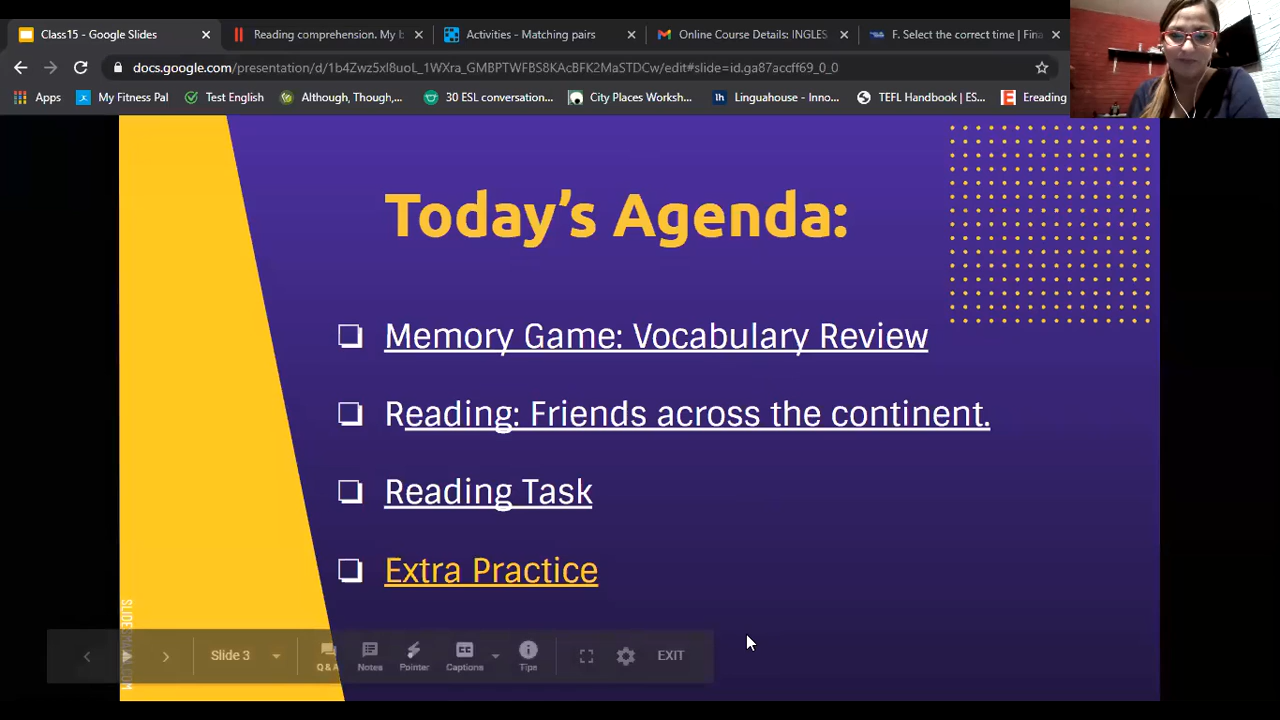 Class15 - Google Slides
Reading comprehension. My b
Activities - Matching pairs
Online Course Details: INGLES
F. Select the correct time | Fina
docs.google.com/presentation/d/1b4Zwz5xl8uoL_1WXra_GMBPTWFBS8KAcBFK2MaSTDCw/edit#slide=id.ga87accff69_0_0
Apps
My Fitness Pal
Test English
Although, Though,...
30 ESL conversation...
City Places Worksh...
Linguahouse - Inno...
TEFL Handbook | ES...
Ereading
Today's Agenda:
Memory Game: Vocabulary Review
Reading: Friends across the continent.
Reading Task
Extra Practice
Slide 3
Q&A
Notes
Pointer
CC
Captions
Tips
EXIT